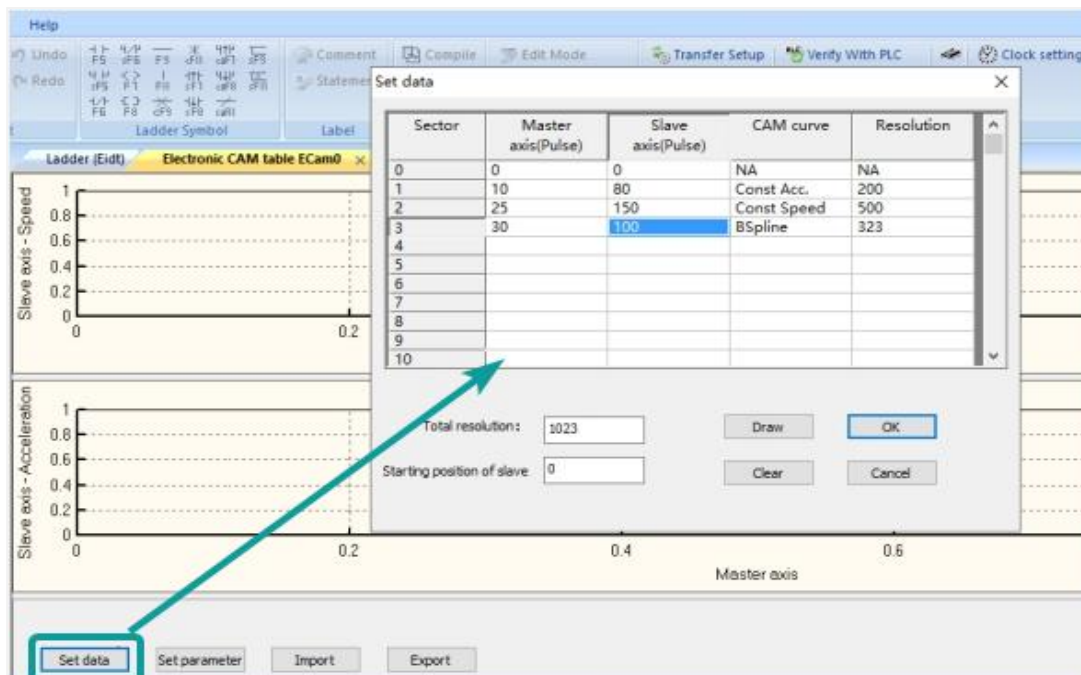 Help
Undo
Comment
Compile
Edit Mode
Transfer Setup
Verify With PLC
Clock setting
Redo
Stateme
Ladder Symbol
Label
Ladder (Eidt)
Electronic CAM table ECam0
Set data
Sector Master axis(Pulse) Slave axis(Pulse) CAM curve Resolution
0 0 0 NA NA
1 10 80 Const Acc. 200
2 25 150 Const Speed 500
3 30 100 BSpline 323
4
5
6
7
8
9
10
Total resolution: 1023
Starting position of slave 0
Draw
OK
Clear
Cancel
Slave axis - Speed
1
0.8
0.6
0.4
0.2
0
0 0.2
Slave axis - Acceleration
1
0.8
0.6
0.4
0.2
0
0 0.2 0.4 0.6
Master axis
Set data
Set parameter
Import
Export